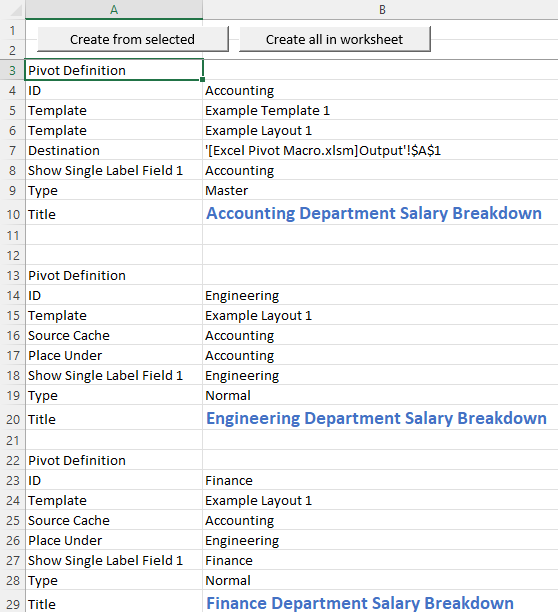 A B
1 Create from selected Create all in worksheet
2
3 Pivot Definition
4 ID Accounting
5 Template Example Template 1
6 Template Example Layout 1
7 Destination '[Excel Pivot Macro.xlsm]Output'!$A$1
8 Show Single Label Field 1 Accounting
9 Type Master
10 Title Accounting Department Salary Breakdown
11
12
13 Pivot Definition
14 ID Engineering
15 Template Example Layout 1
16 Source Cache Accounting
17 Place Under Accounting
18 Show Single Label Field 1 Engineering
19 Type Normal
20 Title Engineering Department Salary Breakdown
21
22 Pivot Definition
23 ID Finance
24 Template Example Layout 1
25 Source Cache Accounting
26 Place Under Engineering
27 Show Single Label Field 1 Finance
28 Type Normal
29 Title Finance Department Salary Breakdown